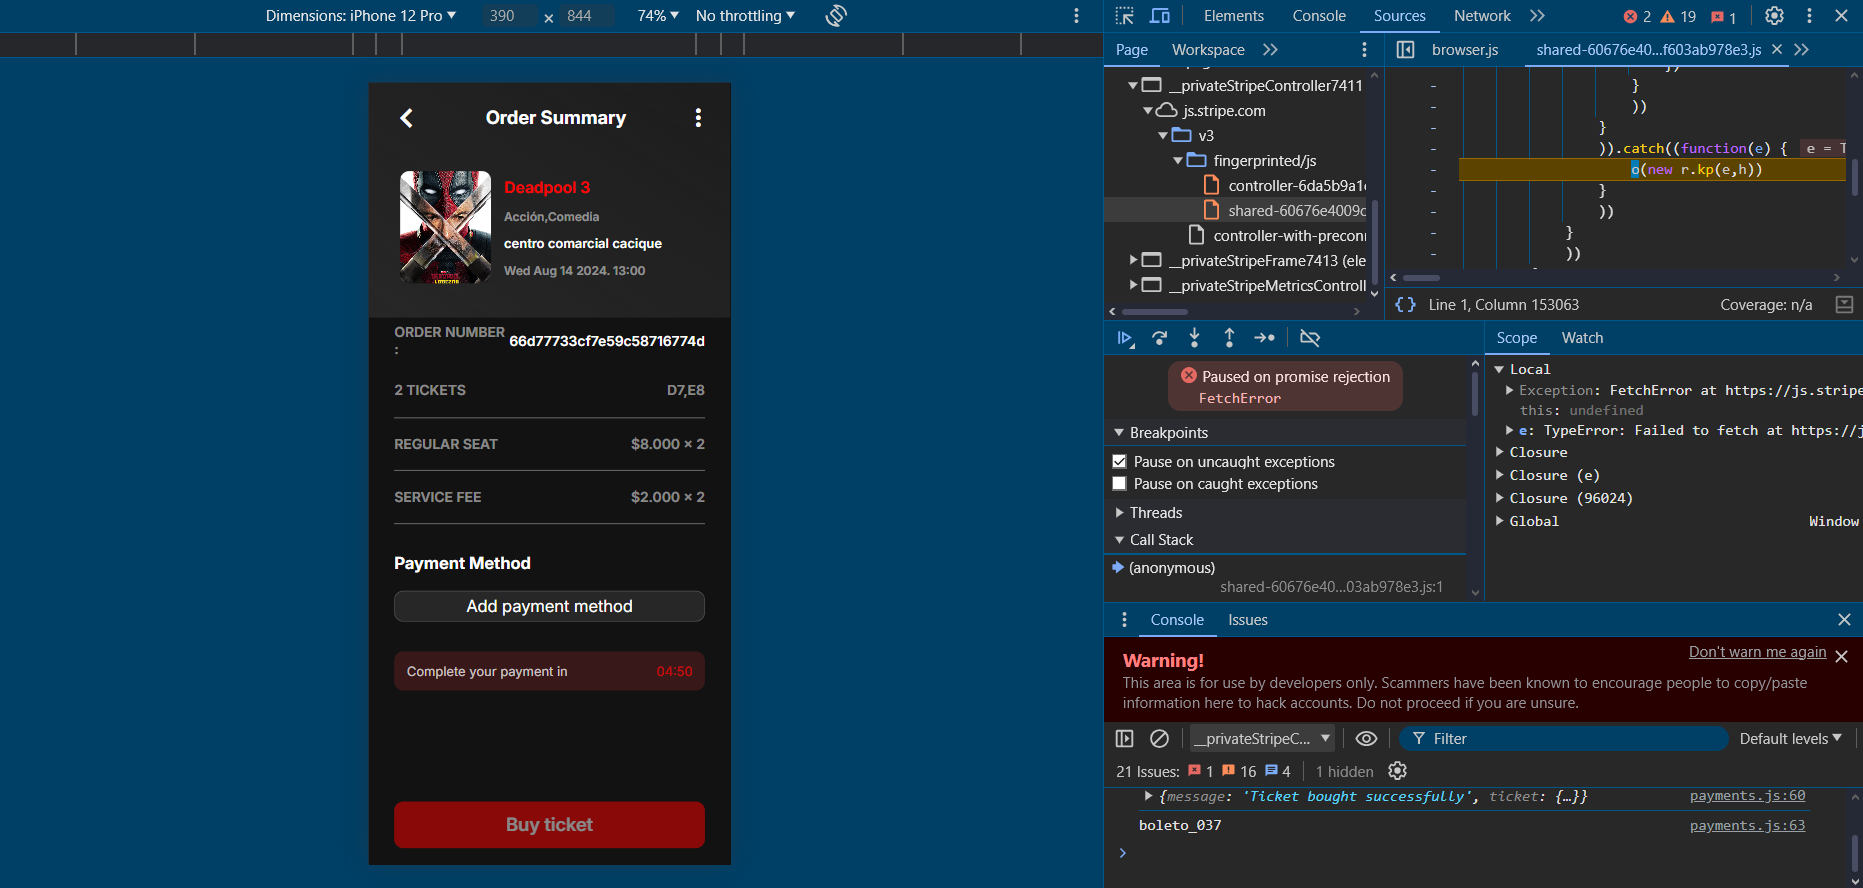 Dimensions: iPhone 12 Pro 390 × 844 74% No throttling
Order Summary
Deadpool 3
Acción,Comedia
centro comarcial cacique
Wed Aug 14 2024. 13:00
ORDER NUMBER
:
66d77733cf7e59c58716774d
2 TICKETS D7,E8
REGULAR SEAT $8.000 × 2
SERVICE FEE $2.000 × 2
Payment Method
Add payment method
Complete your payment in 04:50
Buy ticket
Elements Console Sources Network 2 19 1
Page Workspace
__privateStripeController7411
js.stripe.com
v3
fingerprinted/js
controller-6da5b9a1
shared-60676e4009c
controller-with-preconn
__privateStripeFrame7413 (ele
__privateStripeMetricsControll
browser.js shared-60676e40...f603ab978e3.js
})
}
))
}
)).catch((function(e) { e = T
o(new r.kp(e,h))
}
))
}
))
{} Line 1, Column 153063 Coverage: n/a
Paused on promise rejection
FetchError
Breakpoints
Pause on uncaught exceptions
Pause on caught exceptions
Threads
Call Stack
(anonymous)
shared-60676e40...03ab978e3.js:1
Scope Watch
Local
Exception: FetchError at https://js.stripe
this: undefined
e: TypeError: Failed to fetch at https://j
Closure
Closure (e)
Closure (96024)
Global Window
Console Issues
Warning!
Don't warn me again
This area is for use by developers only. Scammers have been known to encourage people to copy/paste
information here to hack accounts. Do not proceed if you are unsure.
__privateStripeC... Filter Default levels
21 Issues: 1 16 4 1 hidden
{message: 'Ticket bought successfully', ticket: {…}} payments.js:60
boleto_037 payments.js:63